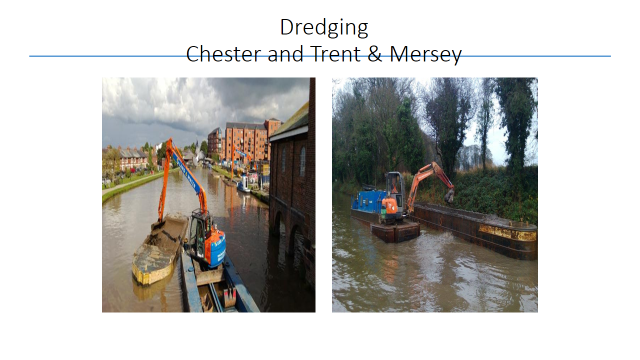 Dredging
Chester and Trent & Mersey